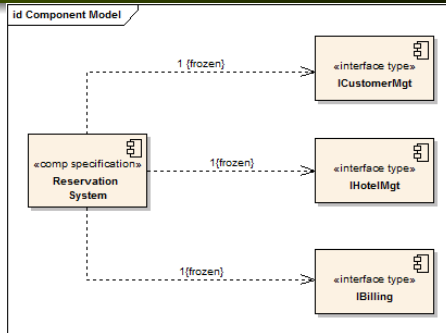 id Component Model
1 {frozen}
«interface type»
ICustomerMgt
«comp specification»
Reservation
System
1{frozen}
«interface type»
IHotelMgt
1{frozen}
«interface type»
IBilling